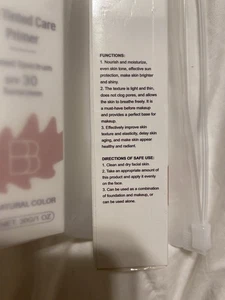 Tinted Care
Primer
30
FUNCTIONS:
1. Nourish and moisturize,
even skin tone, effective sun
protection, make skin brighter
and shiny.
2. The texture is light and thin,
does not clog pores, and allows
the skin to breathe freely. It
is a must-have before makeup
and provides a perfect base for
makeup.
3. Effectively improve skin
texture and elasticity, delay skin
aging, and make skin appear
healthy and radiant.
DIRECTIONS OF SAFE USE:
1. Clean and dry facial skin.
2. Take an appropriate amount of
this product and apply it evenly
on the face.
3. Can be used as a combination
of foundation and makeup, or
can be used alone.
NATURAL COLOR